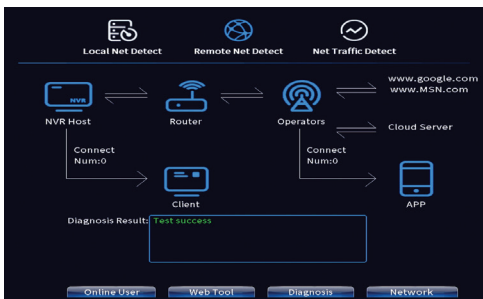 Local Net Detect
Remote Net Detect
Net Traffic Detect
www.google.com
www.MSN.com
NVR
NVR Host
Router
Operators
Cloud Server
Connect
Num:0
Connect
Num:0
Client
APP
Diagnosis Result:
Test success
Online User
Web Tool
Diagnosis
Network